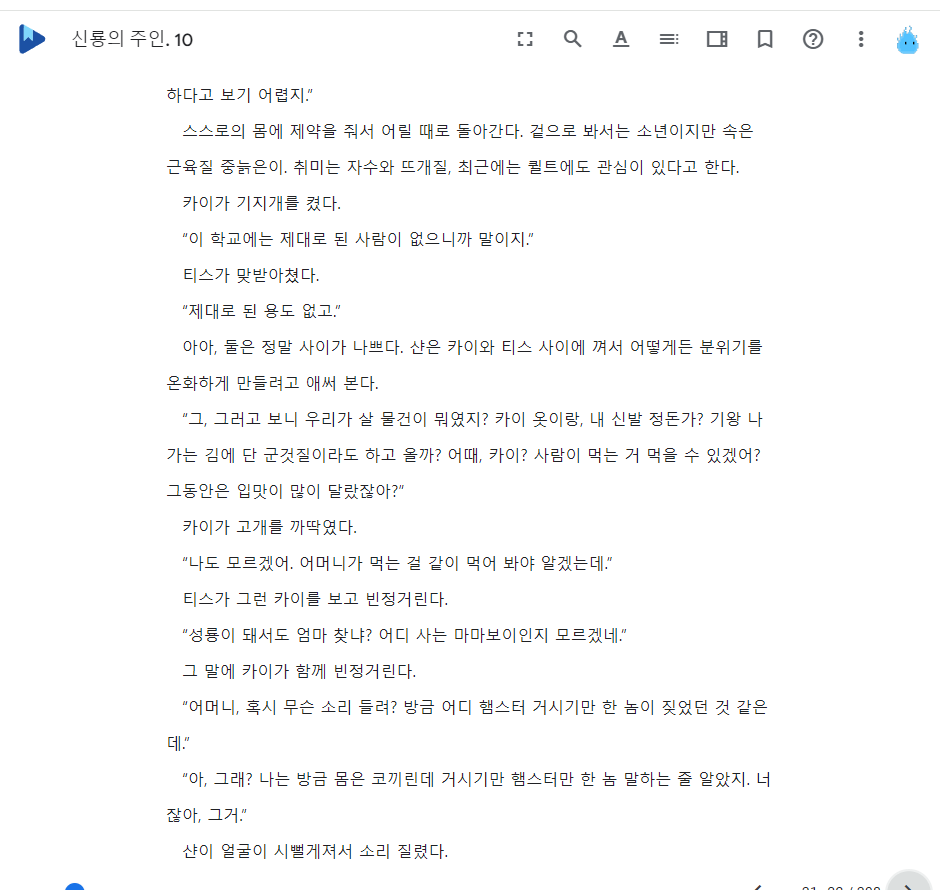 신룡의 주인. 10
하다고 보기 어렵지.”
스스로의 몸에 제약을 줘서 어릴 때로 돌아간다. 겉으로 봐서는 소년이지만 속은
근육질 중늙은이. 취미는 자수와 뜨개질, 최근에는 퀼트에도 관심이 있다고 한다.
카이가 기지개를 켰다.
“이 학교에는 제대로 된 사람이 없으니까 말이지.”
티스가 맞받아쳤다.
“제대로 된 용도 없고.”
아아, 둘은 정말 사이가 나쁘다. 샨은 카이와 티스 사이에 껴서 어떻게든 분위기를
온화하게 만들려고 애써 본다.
“그, 그러고 보니 우리가 살 물건이 뭐였지? 카이 옷이랑, 내 신발 정돈가? 기왕 나
가는 김에 단 군것질이라도 하고 올까? 어때, 카이? 사람이 먹는 거 먹을 수 있겠어?
그동안은 입맛이 많이 달랐잖아?”
카이가 고개를 까딱였다.
“나도 모르겠어. 어머니가 먹는 걸 같이 먹어 봐야 알겠는데.”
티스가 그런 카이를 보고 빈정거린다.
“성룡이 돼서도 엄마 찾냐? 어디 사는 마마보이인지 모르겠네.”
그 말에 카이가 함께 빈정거린다.
“어머니, 혹시 무슨 소리 들려? 방금 어디 햄스터 거시기만 한 놈이 짖었던 것 같은
데.”
“아, 그래? 나는 방금 몸은 코끼린데 거시기만 햄스터만 한 놈 말하는 줄 알았지. 너
잖아, 그거.”
샨이 얼굴이 시뻘게져서 소리 질렀다.